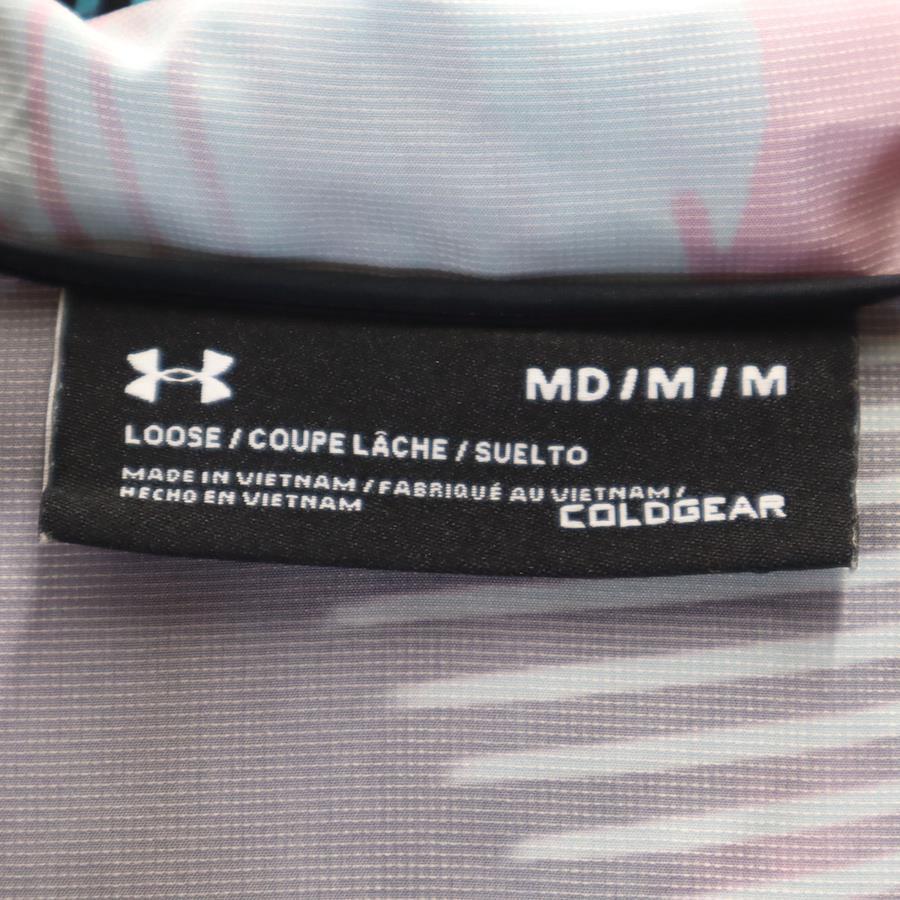 MD / M / M
LOOSE / COUPE LÂCHE / SUELTO
MADE IN VIETNAM / FABRIQUÉ AU VIETNAM /
HECHO EN VIETNAM
COLDGEAR